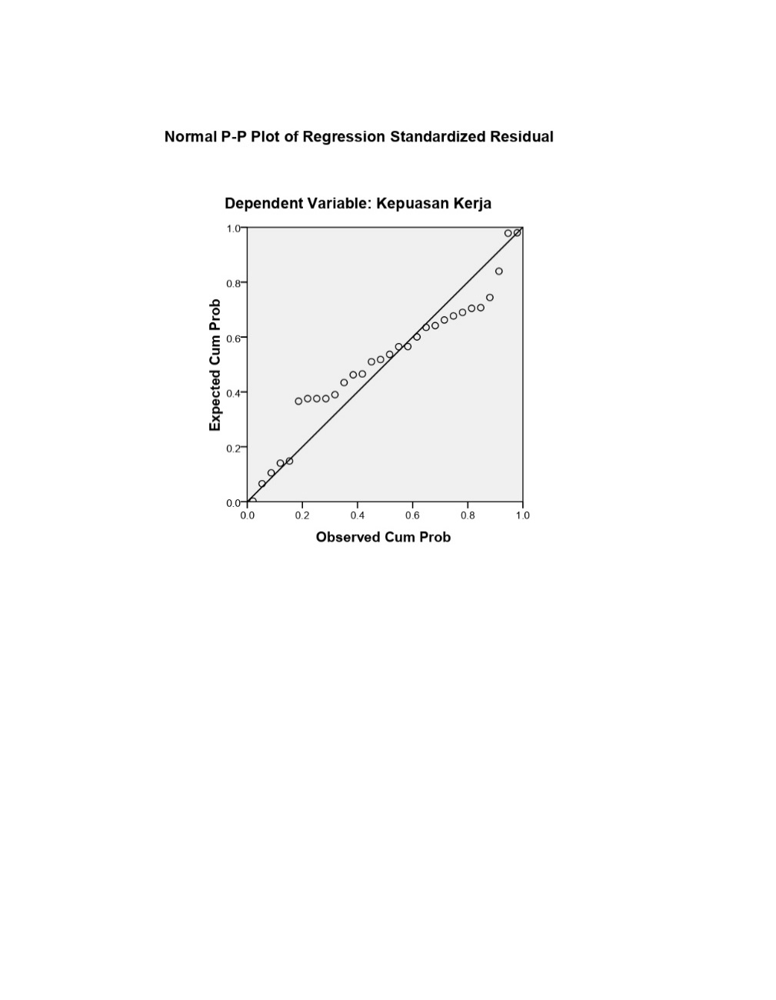 Normal P-P Plot of Regression Standardized Residual
Dependent Variable: Kepuasan Kerja
1.0
0.8
0.6
0.4
0.2
0.0
Expected Cum Prob
0.0 0.2 0.4 0.6 0.8 1.0
Observed Cum Prob